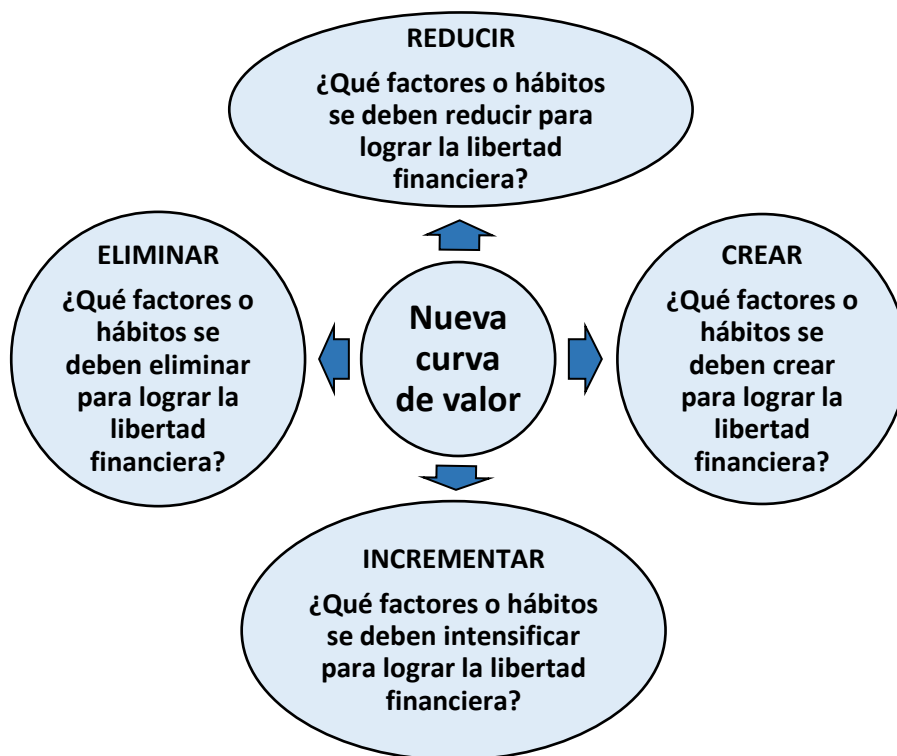 REDUCIR
¿Qué factores o hábitos
se deben reducir para
lograr la libertad
financiera?
ELIMINAR
¿Qué factores o
hábitos se
deben eliminar
para lograr la
libertad
financiera?
Nueva
curva
de valor
CREAR
¿Qué factores o
hábitos se
deben crear
para lograr la
libertad
financiera?
INCREMENTAR
¿Qué factores o hábitos
se deben intensificar
para lograr la libertad
financiera?